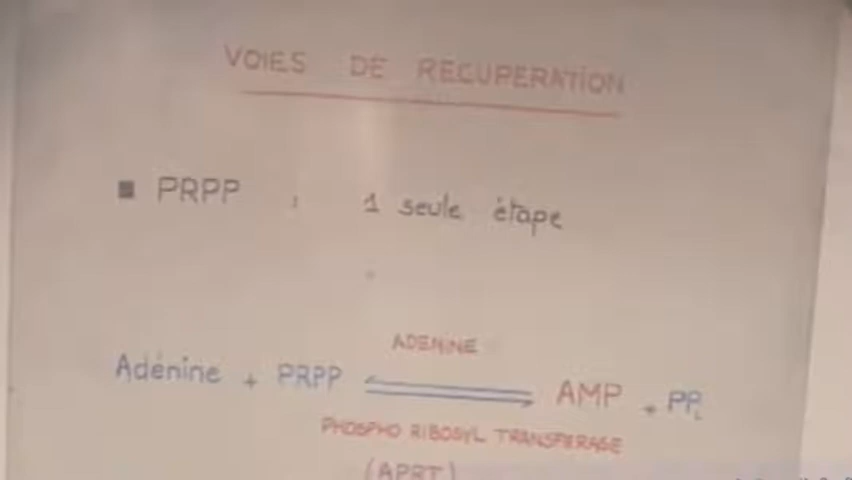 VOIES DE RECUPERATION
■ PRPP : 1 seule étape
ADENINE
Adénine + PRPP ⇌ AMP + PPi
PHOSPHO RIBOSYL TRANSFERASE
(APRT)